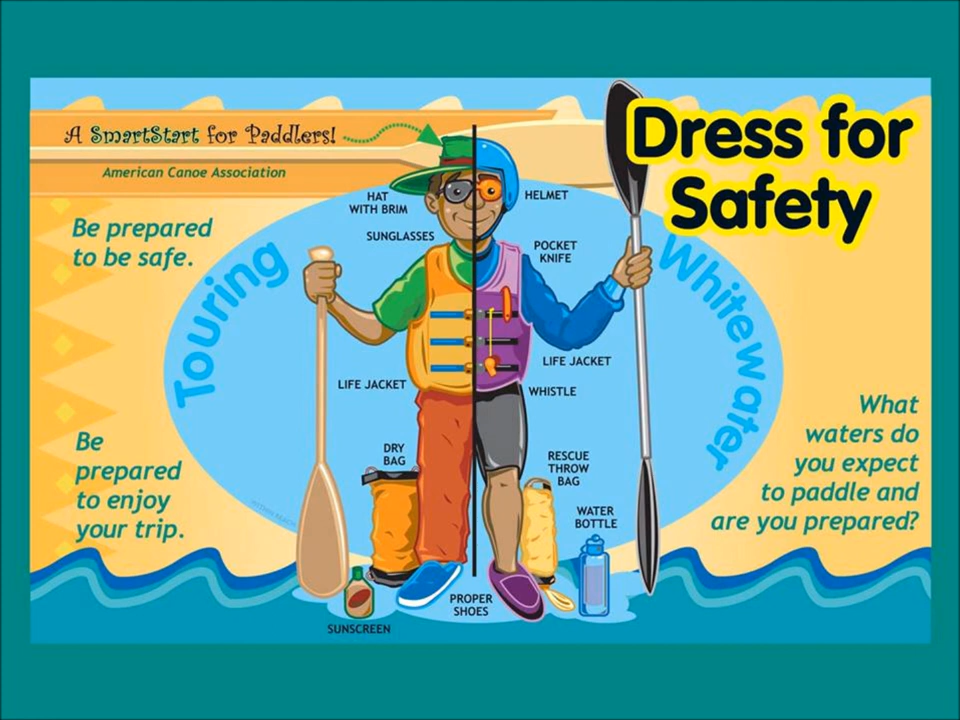 A SmartStart for Paddlers!
American Canoe Association
Dress for
Safety
Be prepared
to be safe.
Touring
Whitewater
HAT
WITH BRIM
HELMET
SUNGLASSES
POCKET
KNIFE
LIFE JACKET
LIFE JACKET
WHISTLE
DRY
BAG
RESCUE
THROW
BAG
WATER
BOTTLE
PROPER
SHOES
SUNSCREEN
Be
prepared
to enjoy
your trip.
What
waters do
you expect
to paddle and
are you prepared?